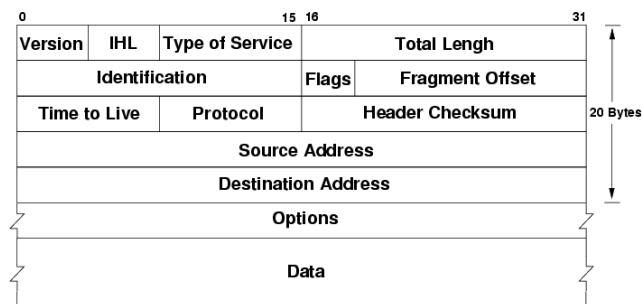 0 15 16 31
Version IHL Type of Service Total Lengh
Identification Flags Fragment Offset
Time to Live Protocol Header Checksum
20 Bytes
Source Address
Destination Address
Options
Data